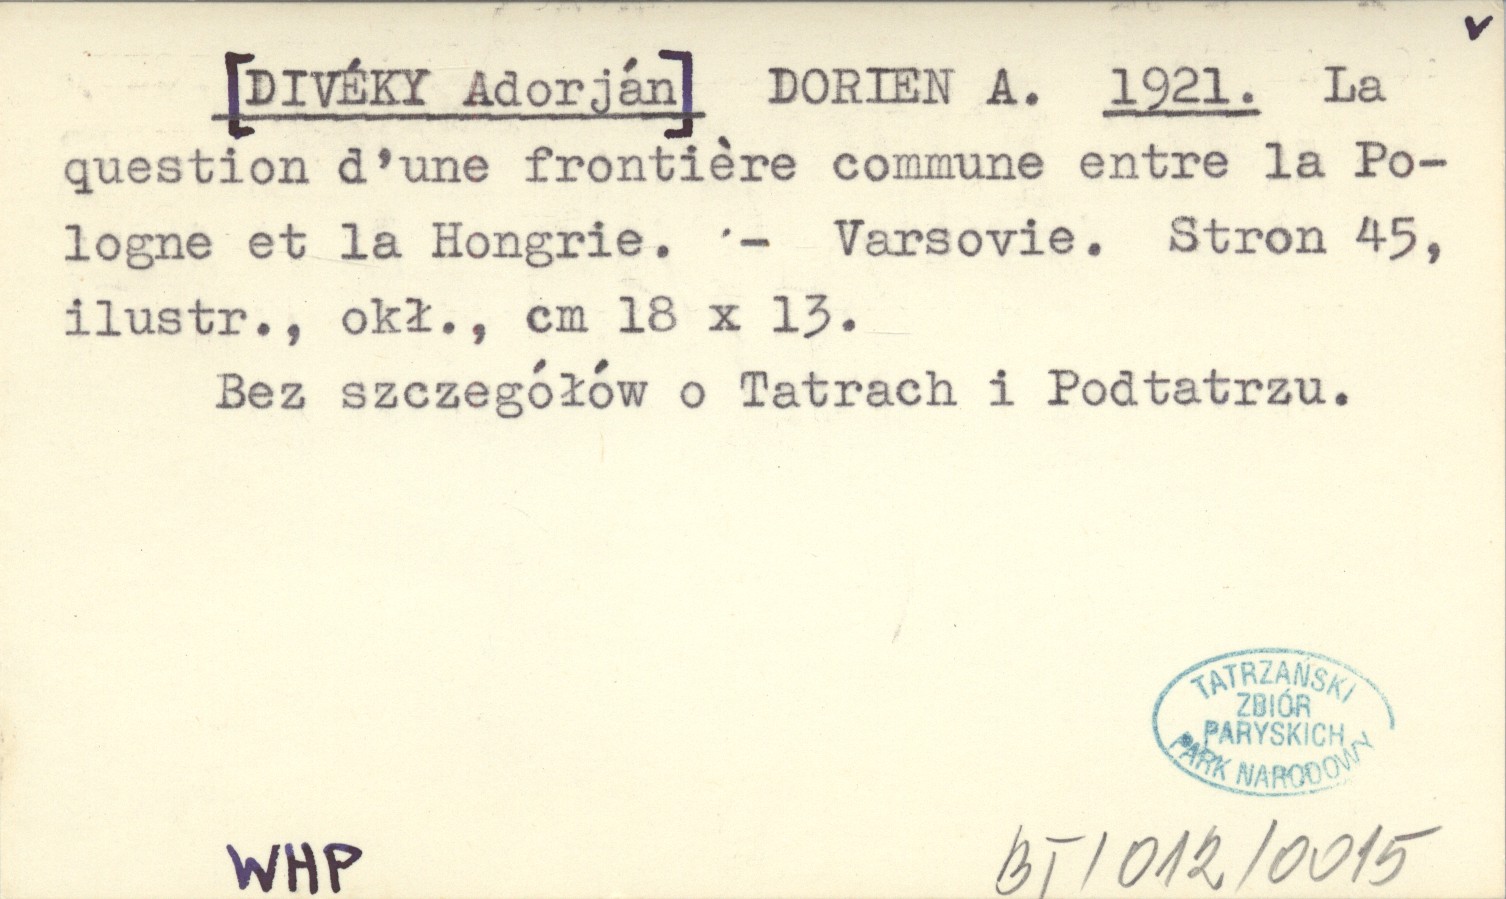 v
[DIVÉKY Adorján] DORIEN A. 1921. La
question d'une frontière commune entre la Po-
logne et la Hongrie. - Varsovie. Stron 45,
ilustr., okł., cm 18 x 13.
Bez szczegółów o Tatrach i Podtatrzu.
TATRZAŃSKI
ZBIÓR
PARYSKICH
PARK NARODOWY
WHP
BT/012/0015